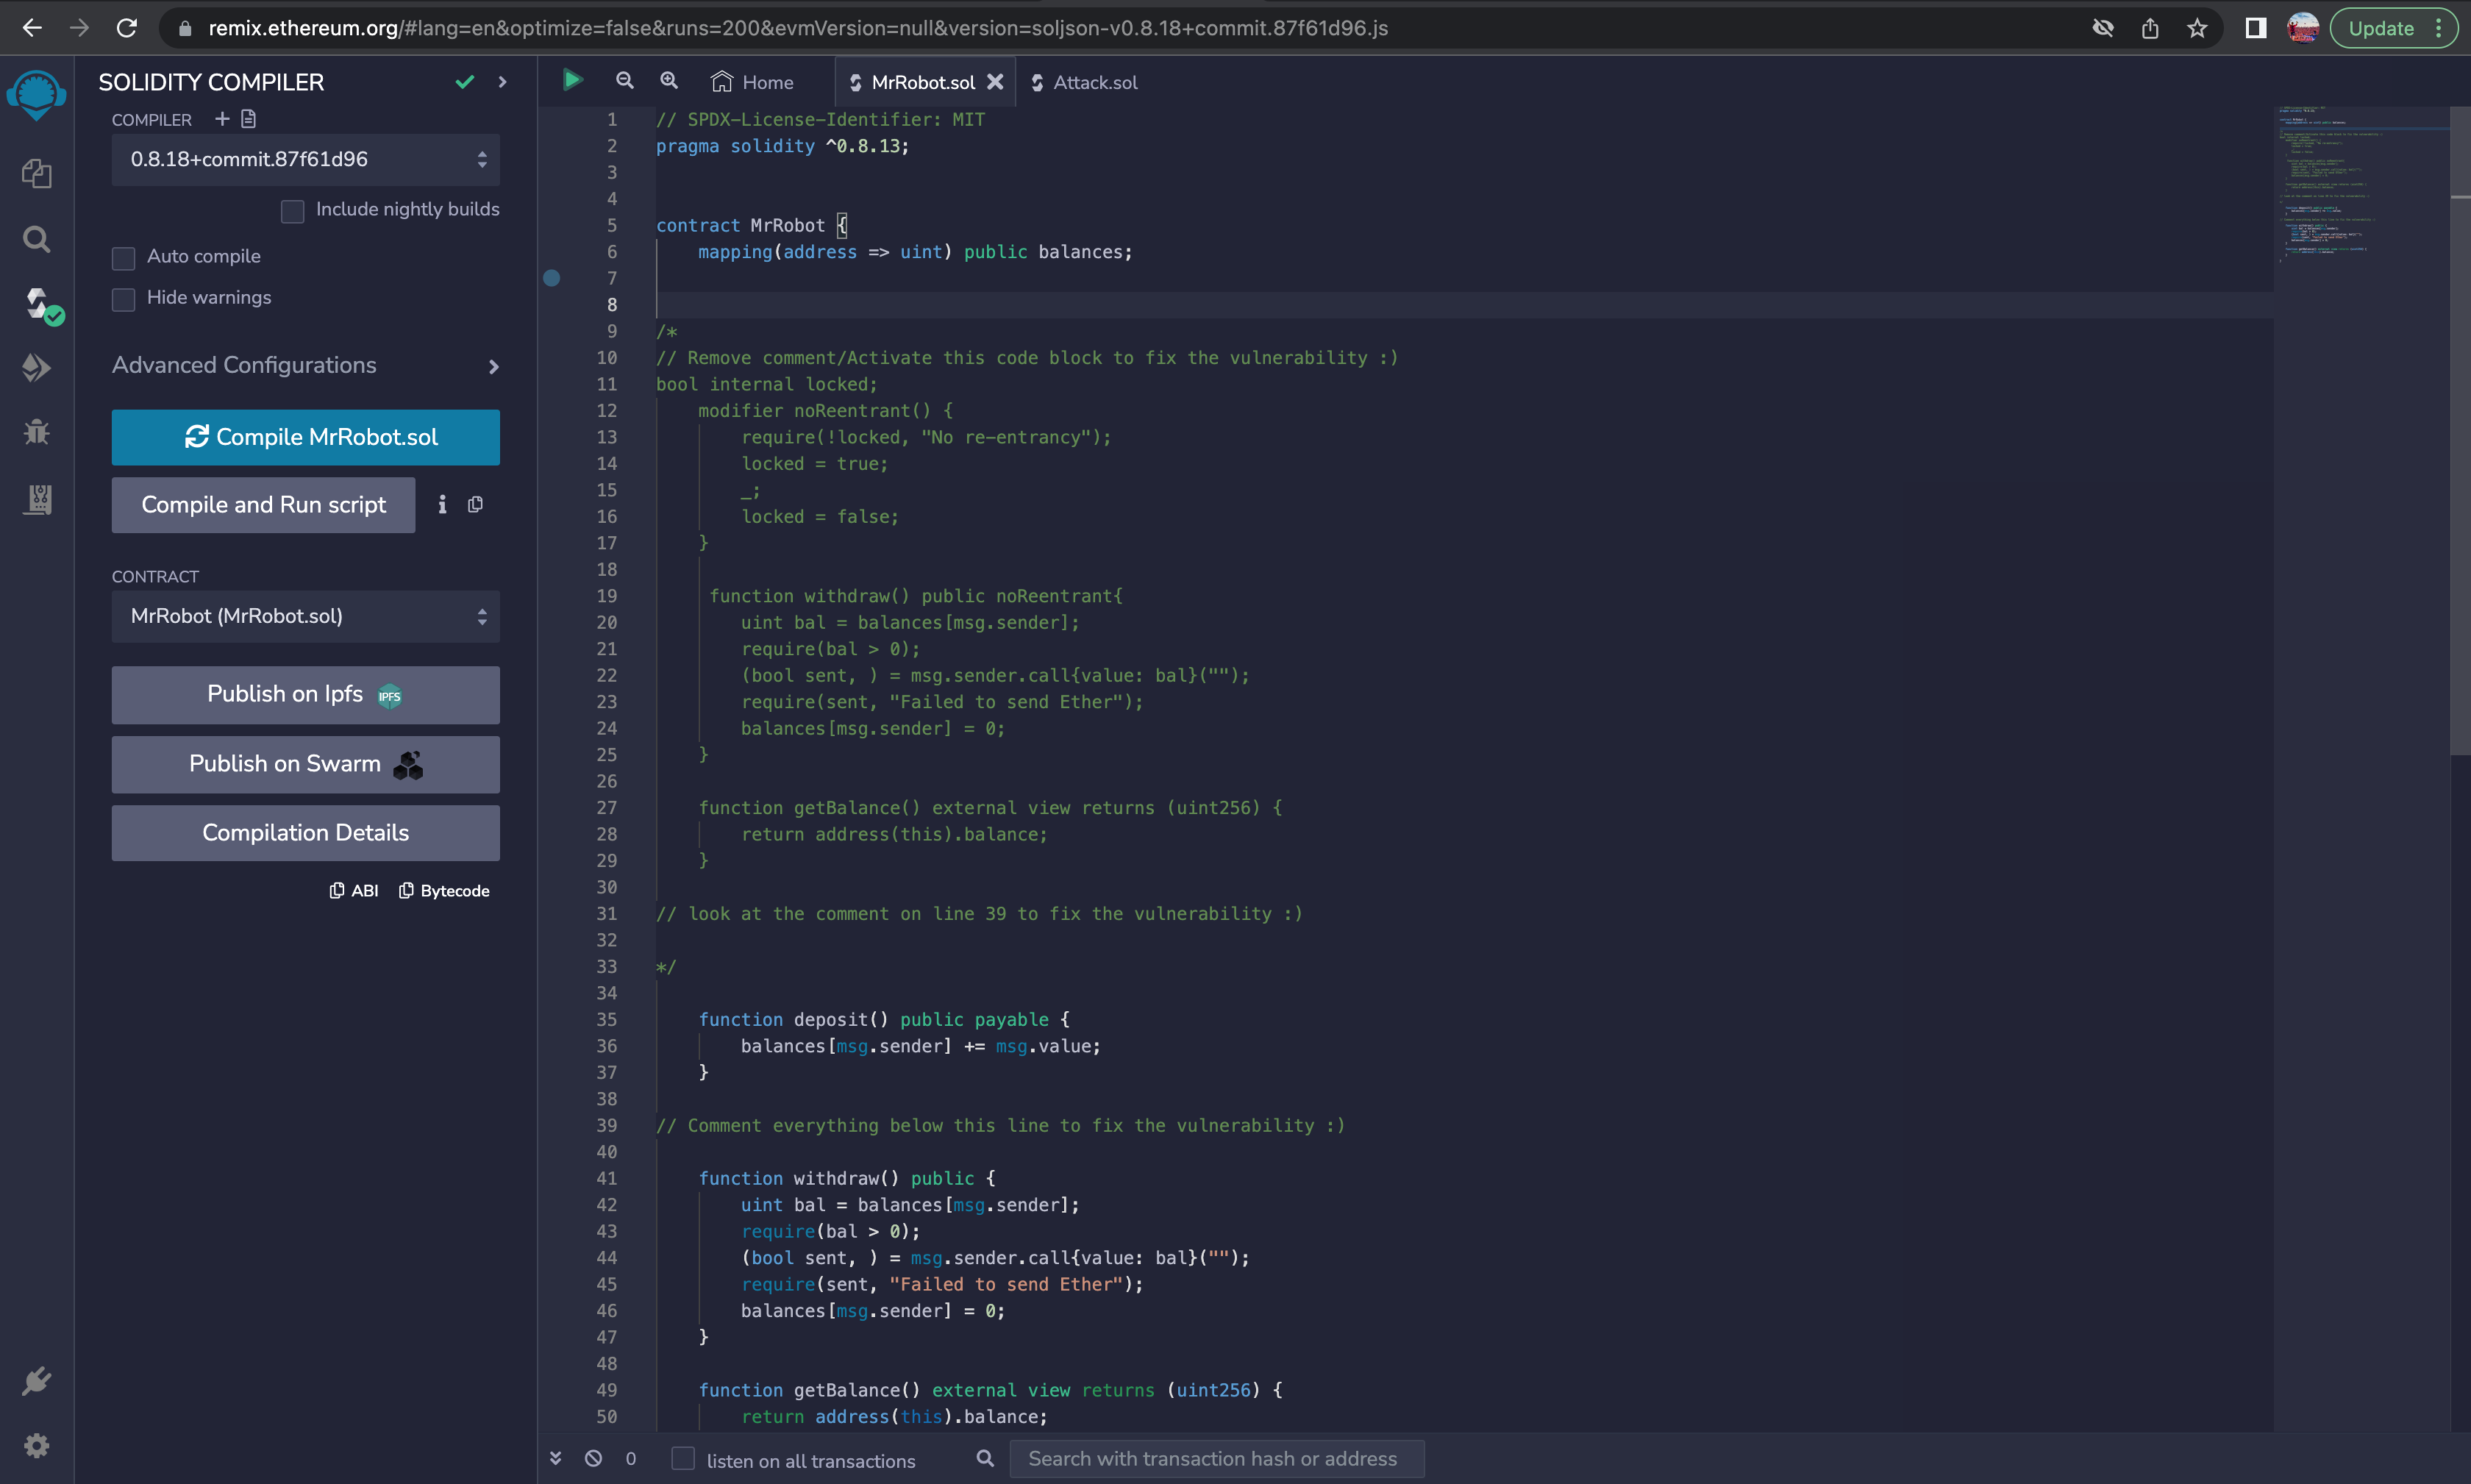 remix.ethereum.org/#lang=en&optimize=false&runs=200&evmVersion=null&version=soljson-v0.8.18+commit.87f61d96.js
Update
SOLIDITY COMPILER
COMPILER
0.8.18+commit.87f61d96
Include nightly builds
Auto compile
Hide warnings
Advanced Configurations
Compile MrRobot.sol
Compile and Run script
CONTRACT
MrRobot (MrRobot.sol)
Publish on Ipfs IPFS
Publish on Swarm
Compilation Details
ABI Bytecode
Home MrRobot.sol Attack.sol
1 // SPDX-License-Identifier: MIT
2 pragma solidity ^0.8.13;
3
4
5 contract MrRobot {
6 mapping(address => uint) public balances;
7
8
9 /*
10 // Remove comment/Activate this code block to fix the vulnerability :)
11 bool internal locked;
12 modifier noReentrant() {
13 require(!locked, "No re-entrancy");
14 locked = true;
15 _;
16 locked = false;
17 }
18
19 function withdraw() public noReentrant{
20 uint bal = balances[msg.sender];
21 require(bal > 0);
22 (bool sent, ) = msg.sender.call{value: bal}("");
23 require(sent, "Failed to send Ether");
24 balances[msg.sender] = 0;
25 }
26
27 function getBalance() external view returns (uint256) {
28 return address(this).balance;
29 }
30
31 // look at the comment on line 39 to fix the vulnerability :)
32
33 */
34
35 function deposit() public payable {
36 balances[msg.sender] += msg.value;
37 }
38
39 // Comment everything below this line to fix the vulnerability :)
40
41 function withdraw() public {
42 uint bal = balances[msg.sender];
43 require(bal > 0);
44 (bool sent, ) = msg.sender.call{value: bal}("");
45 require(sent, "Failed to send Ether");
46 balances[msg.sender] = 0;
47 }
48
49 function getBalance() external view returns (uint256) {
50 return address(this).balance;
0 listen on all transactions Search with transaction hash or address